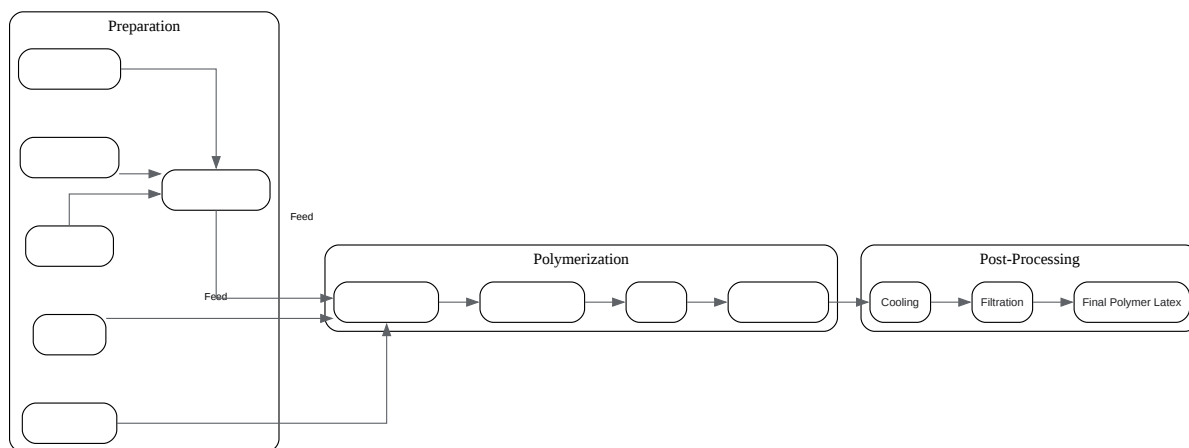 Preparation
Feed
Feed
Polymerization
Post-Processing
Cooling
Filtration
Final Polymer Latex